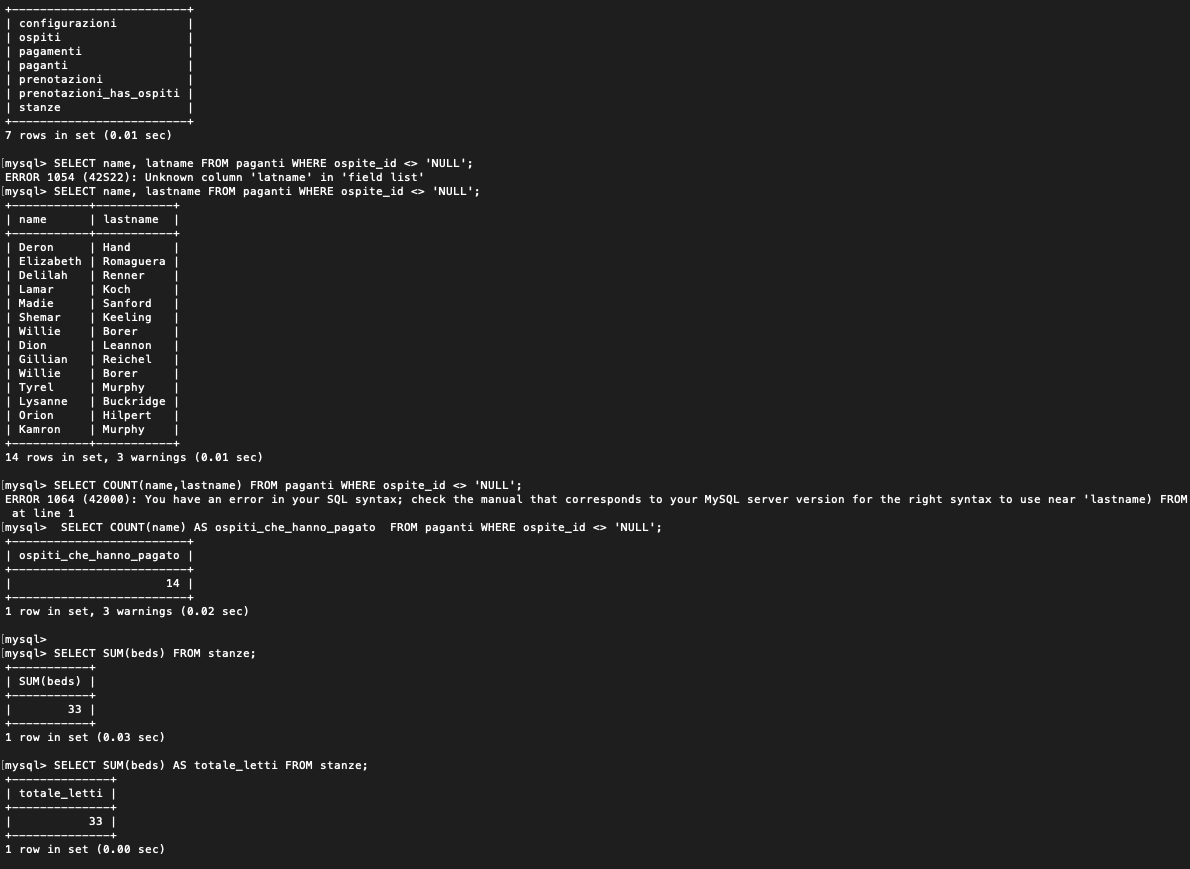 +-------------------------+
| configurazioni          |
| ospiti                  |
| pagamenti               |
| paganti                 |
| prenotazioni            |
| prenotazioni_has_ospiti |
| stanze                  |
+-------------------------+
7 rows in set (0.01 sec)
[mysql> SELECT name, latname FROM paganti WHERE ospite_id <> 'NULL';
ERROR 1054 (42S22): Unknown column 'latname' in 'field list'
[mysql> SELECT name, lastname FROM paganti WHERE ospite_id <> 'NULL';
+-----------+-----------+
| name      | lastname  |
+-----------+-----------+
| Deron     | Hand      |
| Elizabeth | Romaguera |
| Delilah   | Renner    |
| Lamar     | Koch      |
| Madie     | Sanford   |
| Shemar    | Keeling   |
| Willie    | Borer     |
| Dion      | Leannon   |
| Gillian   | Reichel   |
| Willie    | Borer     |
| Tyrel     | Murphy    |
| Lysanne   | Buckridge |
| Orion     | Hilpert   |
| Kamron    | Murphy    |
+-----------+-----------+
14 rows in set, 3 warnings (0.01 sec)
[mysql> SELECT COUNT(name,lastname) FROM paganti WHERE ospite_id <> 'NULL';
ERROR 1064 (42000): You have an error in your SQL syntax; check the manual that corresponds to your MySQL server version for the right syntax to use near 'lastname) FROM
 at line 1
[mysql>  SELECT COUNT(name) AS ospiti_che_hanno_pagato  FROM paganti WHERE ospite_id <> 'NULL';
+-------------------------+
| ospiti_che_hanno_pagato |
+-------------------------+
|                      14 |
+-------------------------+
1 row in set, 3 warnings (0.02 sec)
[mysql>
[mysql> SELECT SUM(beds) FROM stanze;
+-----------+
| SUM(beds) |
+-----------+
|        33 |
+-----------+
1 row in set (0.03 sec)
[mysql> SELECT SUM(beds) AS totale_letti FROM stanze;
+--------------+
| totale_letti |
+--------------+
|           33 |
+--------------+
1 row in set (0.00 sec)